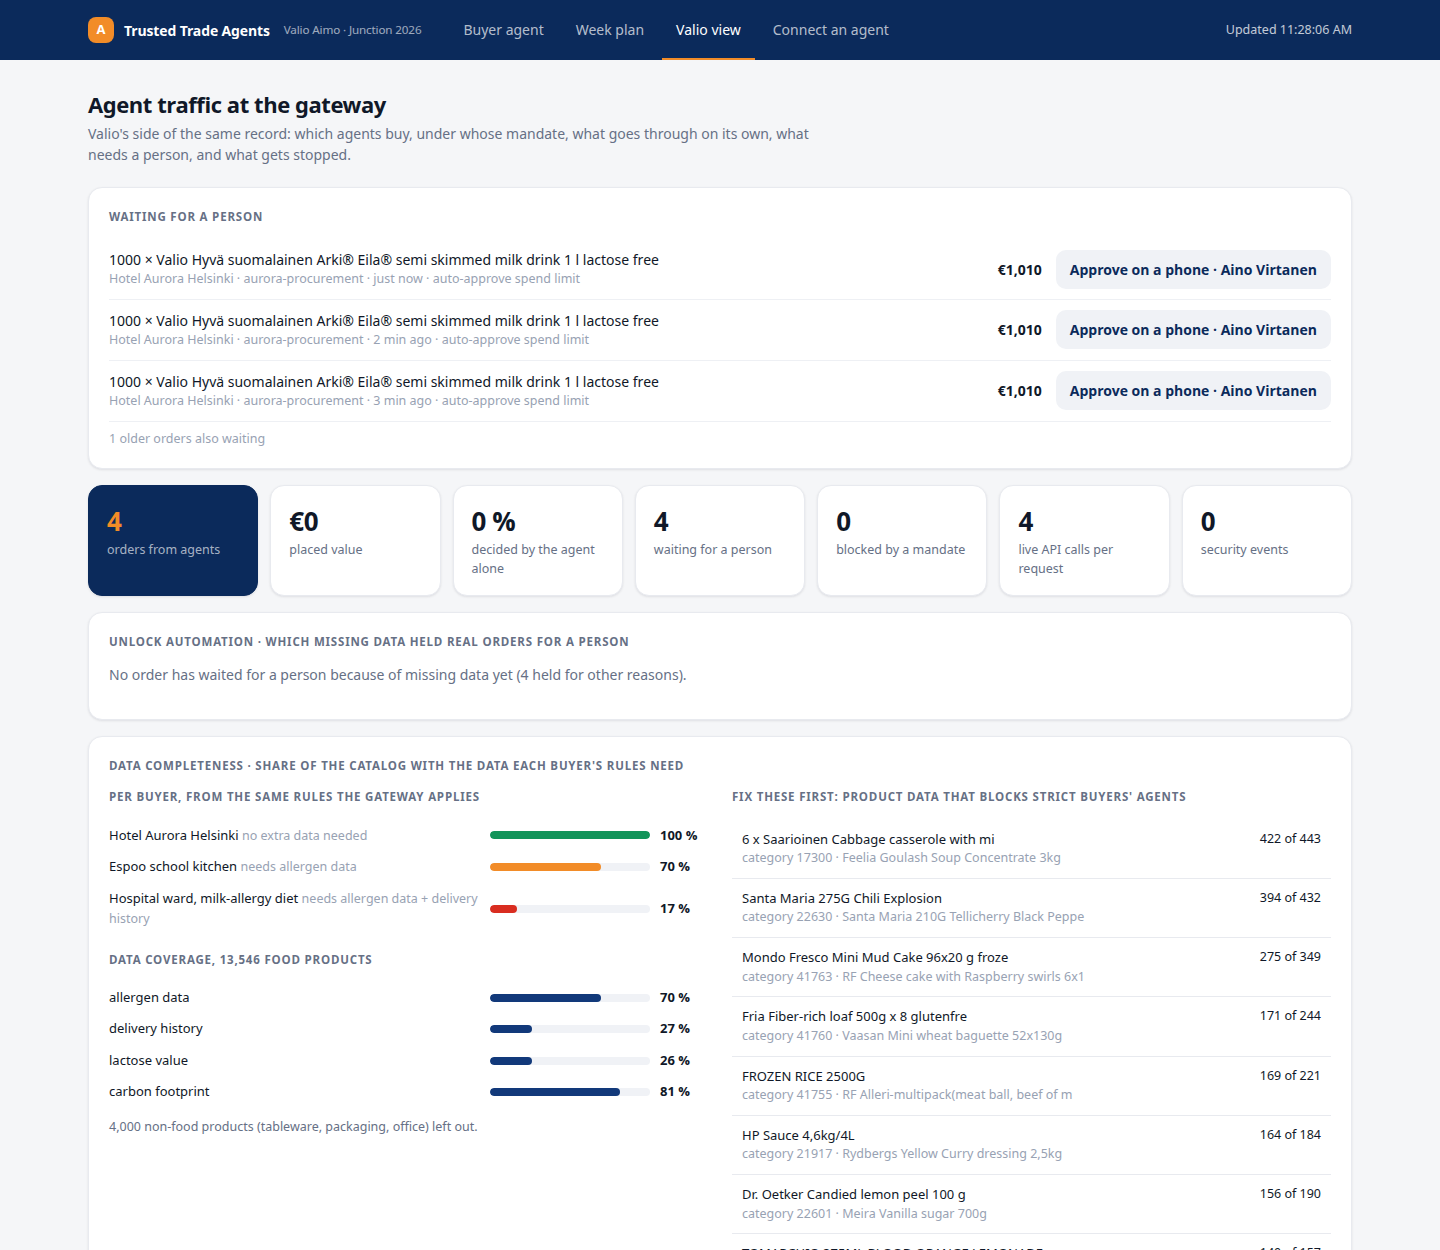 A
Trusted Trade Agents
Valio Aimo · Junction 2026
Buyer agent
Week plan
Valio view
Connect an agent
Updated 11:28:06 AM
Agent traffic at the gateway
Valio's side of the same record: which agents buy, under whose mandate, what goes through on its own, what
needs a person, and what gets stopped.
WAITING FOR A PERSON
1000 × Valio Hyvä suomalainen Arki® Eila® semi skimmed milk drink 1 l lactose free
Hotel Aurora Helsinki · aurora-procurement · just now · auto-approve spend limit
€1,010
Approve on a phone · Aino Virtanen
1000 × Valio Hyvä suomalainen Arki® Eila® semi skimmed milk drink 1 l lactose free
Hotel Aurora Helsinki · aurora-procurement · 2 min ago · auto-approve spend limit
€1,010
Approve on a phone · Aino Virtanen
1000 × Valio Hyvä suomalainen Arki® Eila® semi skimmed milk drink 1 l lactose free
Hotel Aurora Helsinki · aurora-procurement · 3 min ago · auto-approve spend limit
€1,010
Approve on a phone · Aino Virtanen
1 older orders also waiting
4
orders from agents
€0
placed value
0 %
decided by the agent
alone
4
waiting for a person
0
blocked by a mandate
4
live API calls per
request
0
security events
UNLOCK AUTOMATION · WHICH MISSING DATA HELD REAL ORDERS FOR A PERSON
No order has waited for a person because of missing data yet (4 held for other reasons).
DATA COMPLETENESS · SHARE OF THE CATALOG WITH THE DATA EACH BUYER'S RULES NEED
PER BUYER, FROM THE SAME RULES THE GATEWAY APPLIES
Hotel Aurora Helsinki no extra data needed
100 %
Espoo school kitchen needs allergen data
70 %
Hospital ward, milk-allergy diet needs allergen data + delivery
history
17 %
DATA COVERAGE, 13,546 FOOD PRODUCTS
allergen data
70 %
delivery history
27 %
lactose value
26 %
carbon footprint
81 %
4,000 non-food products (tableware, packaging, office) left out.
FIX THESE FIRST: PRODUCT DATA THAT BLOCKS STRICT BUYERS' AGENTS
6 x Saarioinen Cabbage casserole with mi
422 of 443
category 17300 · Feelia Goulash Soup Concentrate 3kg
Santa Maria 275G Chili Explosion
394 of 432
category 22630 · Santa Maria 210G Tellicherry Black Peppe
Mondo Fresco Mini Mud Cake 96x20 g froze
275 of 349
category 41763 · RF Cheese cake with Raspberry swirls 6x1
Fria Fiber-rich loaf 500g x 8 glutenfre
171 of 244
category 41760 · Vaasan Mini wheat baguette 52x130g
FROZEN RICE 2500G
169 of 221
category 41755 · RF Alleri-multipack(meat ball, beef of m
HP Sauce 4,6kg/4L
164 of 184
category 21917 · Rydbergs Yellow Curry dressing 2,5kg
Dr. Oetker Candied lemon peel 100 g
156 of 190
category 22601 · Meira Vanilla sugar 700g